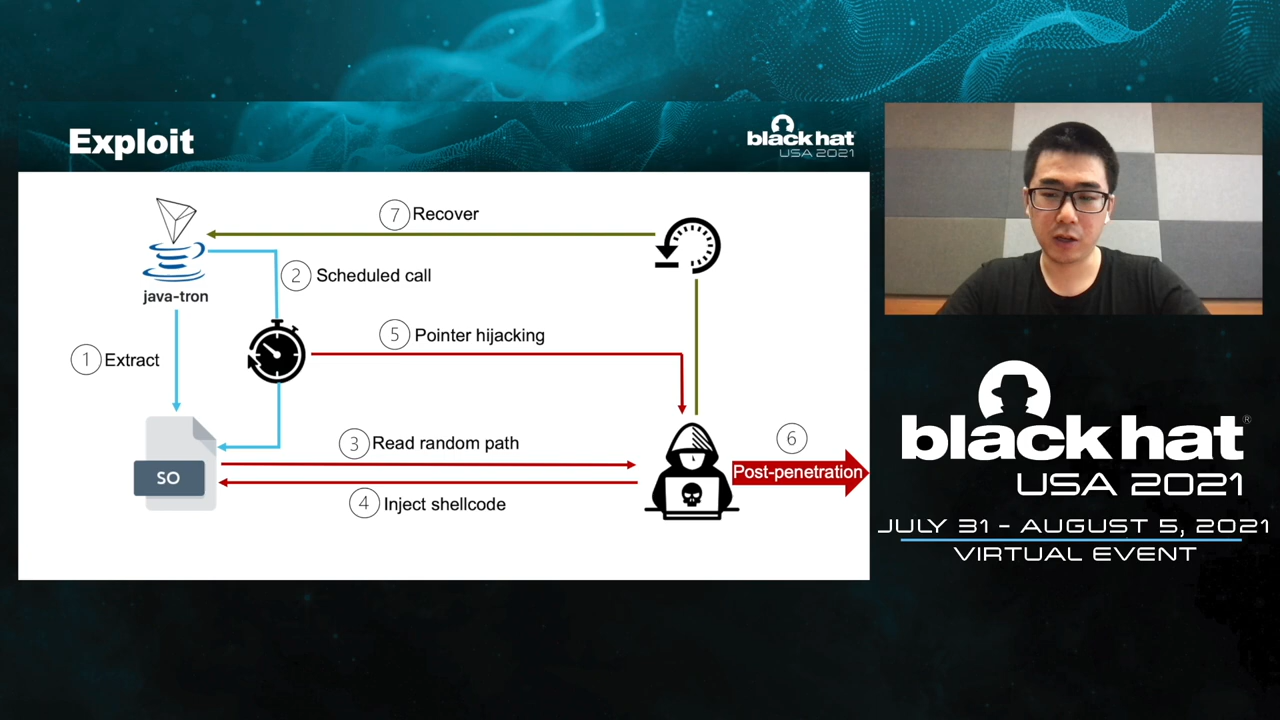 Exploit
black hat
USA 2021
7 Recover
2 Scheduled call
java-tron
5 Pointer hijacking
1 Extract
3 Read random path
6
Post-penetration
SO
4 Inject shellcode
black hat®
USA 2021
JULY 31 - AUGUST 5, 2021
VIRTUAL EVENT